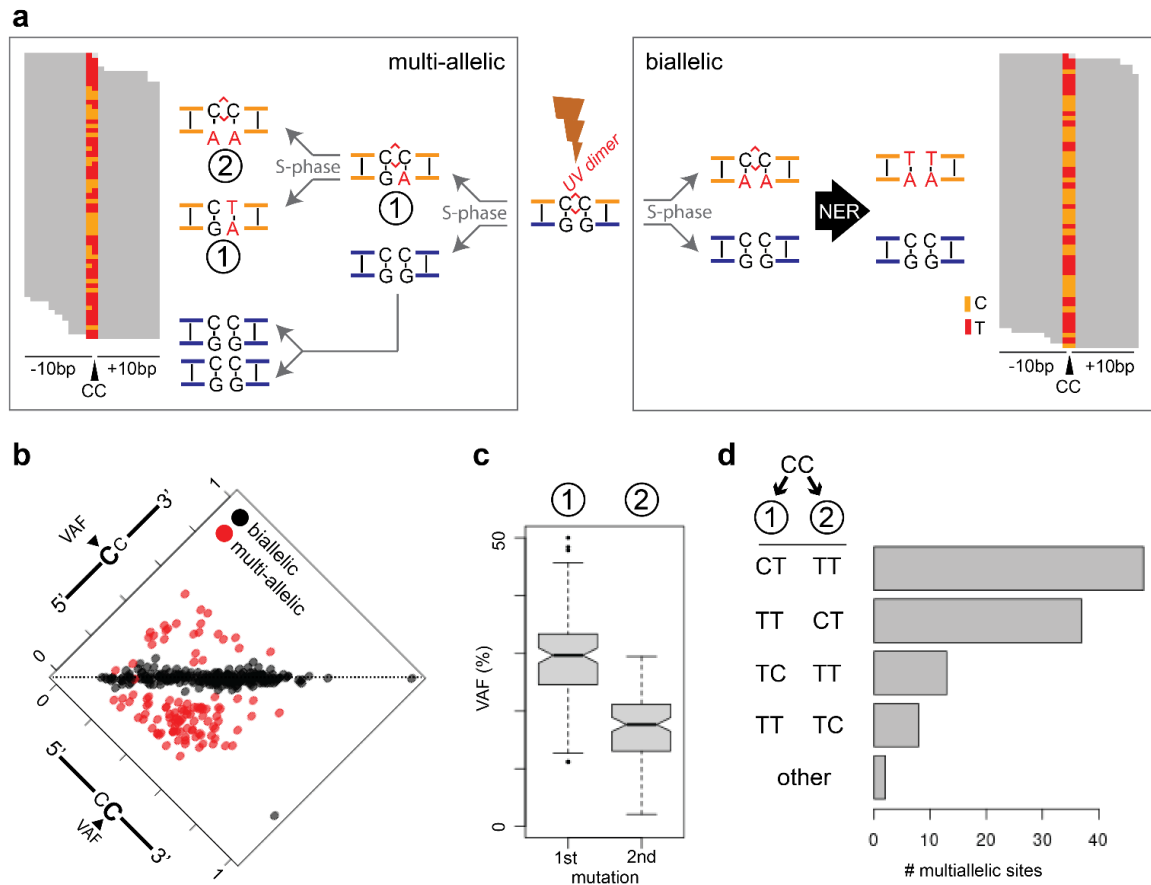 a
multi-allelic
C C
A A
2
S-phase
C T
G A
1
C C
G A
1
S-phase
C C
G G
C C
G G
C C
G G
-10bp +10bp
CC
UV dimer
C C
G G
biallelic
S-phase
C C
A A
C C
G G
NER
T T
A A
C C
G G
C
T
-10bp +10bp
CC
b
1
biallelic
multi-allelic
3'
VAF
CC
5'
0
0
5'
CC
VAF
3'
1
c
1 2
50
VAF (%)
0
1st 2nd
mutation
d
CC
1 2
CT TT
TT CT
TC TT
TT TC
other
0 10 20 30 40
# multiallelic sites